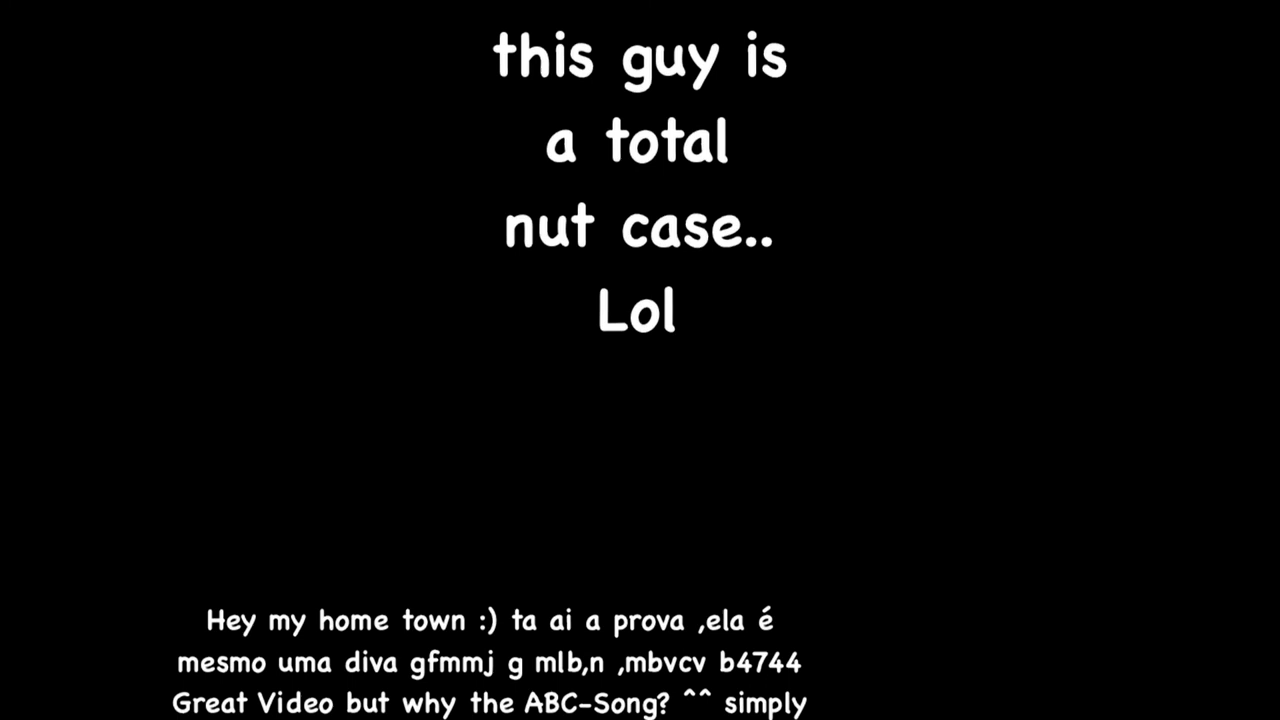 this guy is
a total
nut case..
Lol
Hey my home town :) ta ai a prova ,ela é
mesmo uma diva gfmmj g mlb,n ,mbvcv b4744
Great Video but why the ABC-Song? ^^ simply